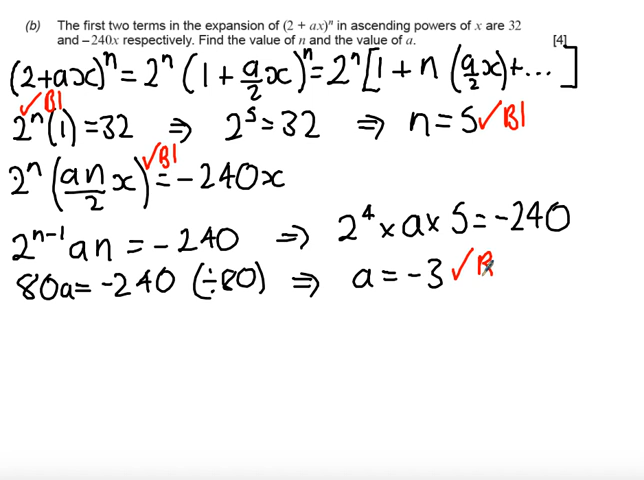 (b) The first two terms in the expansion of (2 + ax)ⁿ in ascending powers of x are 32
and −240x respectively. Find the value of n and the value of a. [4]
(2+ax)ⁿ = 2ⁿ (1 + a/2 x)ⁿ = 2ⁿ [1 + n (a/2 x) + ... ]
✓B1
2ⁿ(1) = 32 ⇒ 2⁵ = 32 ⇒ n = 5 ✓B1
2ⁿ (an/2 x) = −240x ✓B1
2ⁿ⁻¹ an = −240 ⇒ 2⁴ × a × 5 = −240
80a = −240 (÷80) ⇒ a = −3 ✓B